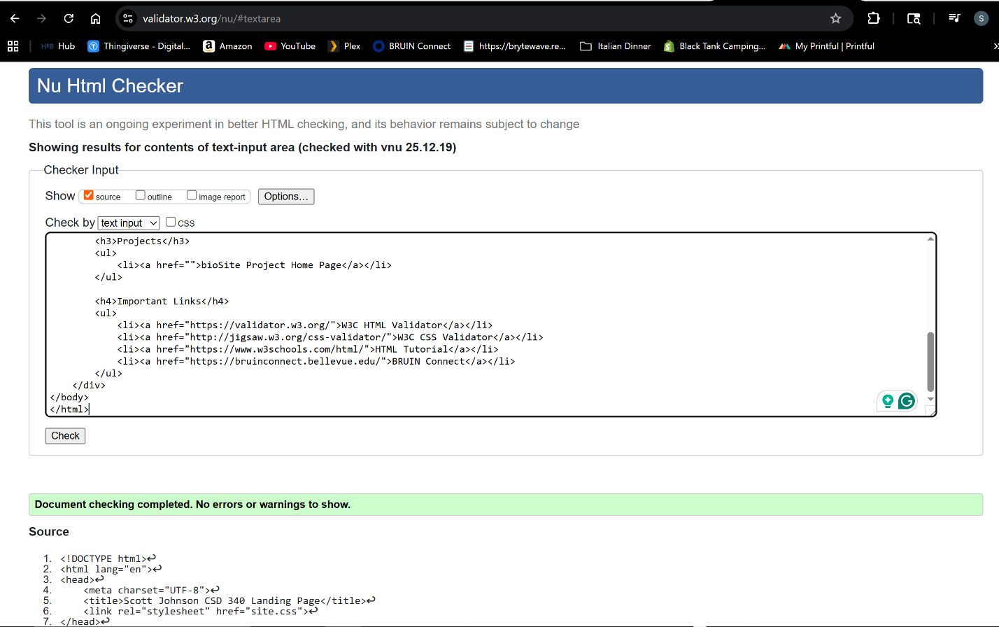 validator.w3.org/nu/#textarea
S
HIB Hub Thingiverse - Digital... Amazon YouTube Plex BRUIN Connect https://brytewave.re... Italian Dinner Black Tank Camping... My Printful | Printful
Nu Html Checker
This tool is an ongoing experiment in better HTML checking, and its behavior remains subject to change
Showing results for contents of text-input area (checked with vnu 25.12.19)
Checker Input
Show source outline image report Options...
Check by text input css
<h3>Projects</h3>
<ul>
<li><a href="">bioSite Project Home Page</a></li>
</ul>
<h4>Important Links</h4>
<ul>
<li><a href="https://validator.w3.org/">W3C HTML Validator</a></li>
<li><a href="http://jigsaw.w3.org/css-validator/">W3C CSS Validator</a></li>
<li><a href="https://www.w3schools.com/html/">HTML Tutorial</a></li>
<li><a href="https://bruinconnect.bellevue.edu/">BRUIN Connect</a></li>
</ul>
</div>
</body>
</html>
Check
Document checking completed. No errors or warnings to show.
Source
1. <!DOCTYPE html>↩
2. <html lang="en">↩
3. <head>↩
4. <meta charset="UTF-8">↩
5. <title>Scott Johnson CSD 340 Landing Page</title>↩
6. <link rel="stylesheet" href="site.css">↩
7. </head>↩